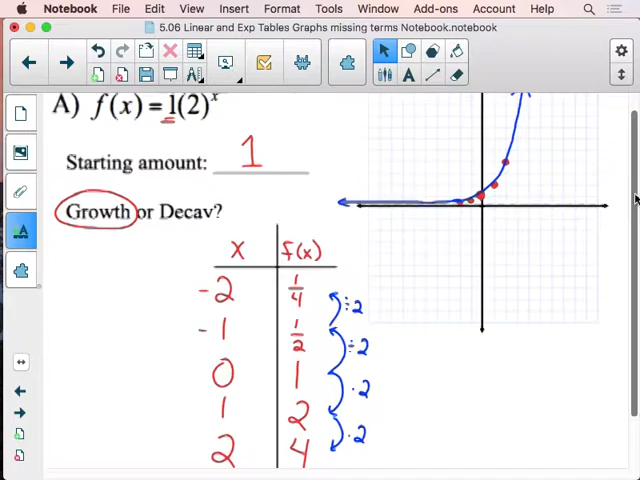 Notebook File Edit View Insert Format Tools Window Add-ons Account Help
5.06 Linear and Exp Tables Graphs missing terms Notebook.notebook
A) f(x) = 1(2)^x
Starting amount: 1
Growth or Decay?
x f(x)
-2 1/4
÷2
-1 1/2
÷2
0 1
·2
1 2
·2
2 4